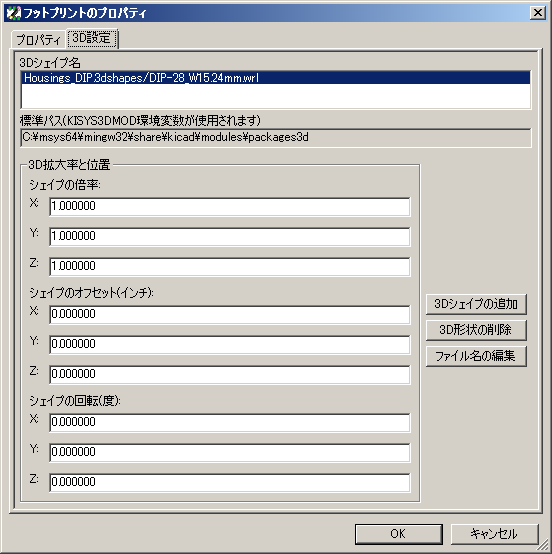 フットプリントのプロパティ
プロパティ
3D設定
3Dシェイプ名
Housings_DIP.3dshapes/DIP-28_W15.24mm.wrl
標準パス(KISYS3DMOD環境変数が使用されます)
C:¥msys64¥mingw32¥share¥kicad¥modules¥packages3d
3D拡大率と位置
シェイプの倍率:
X: 1.000000
Y: 1.000000
Z: 1.000000
シェイプのオフセット(インチ):
X: 0.000000
Y: 0.000000
Z: 0.000000
シェイプの回転(度):
X: 0.000000
Y: 0.000000
Z: 0.000000
3Dシェイプの追加
3D形状の削除
ファイル名の編集
OK
キャンセル